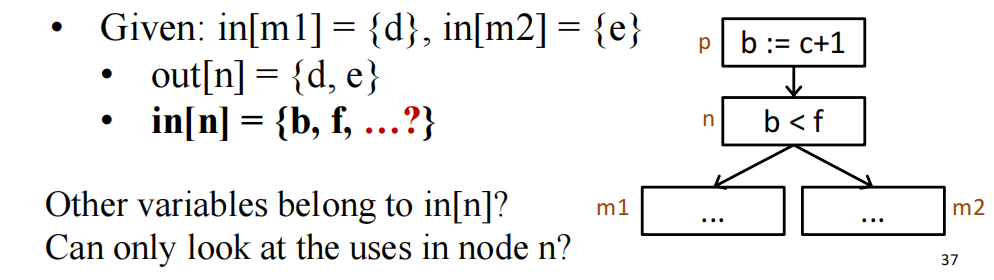 • Given: in[m1] = {d}, in[m2] = {e}
• out[n] = {d, e}
• in[n] = {b, f, …?}
Other variables belong to in[n]?
Can only look at the uses in node n?
p b := c+1
n b < f
m1 ... ... m2
37